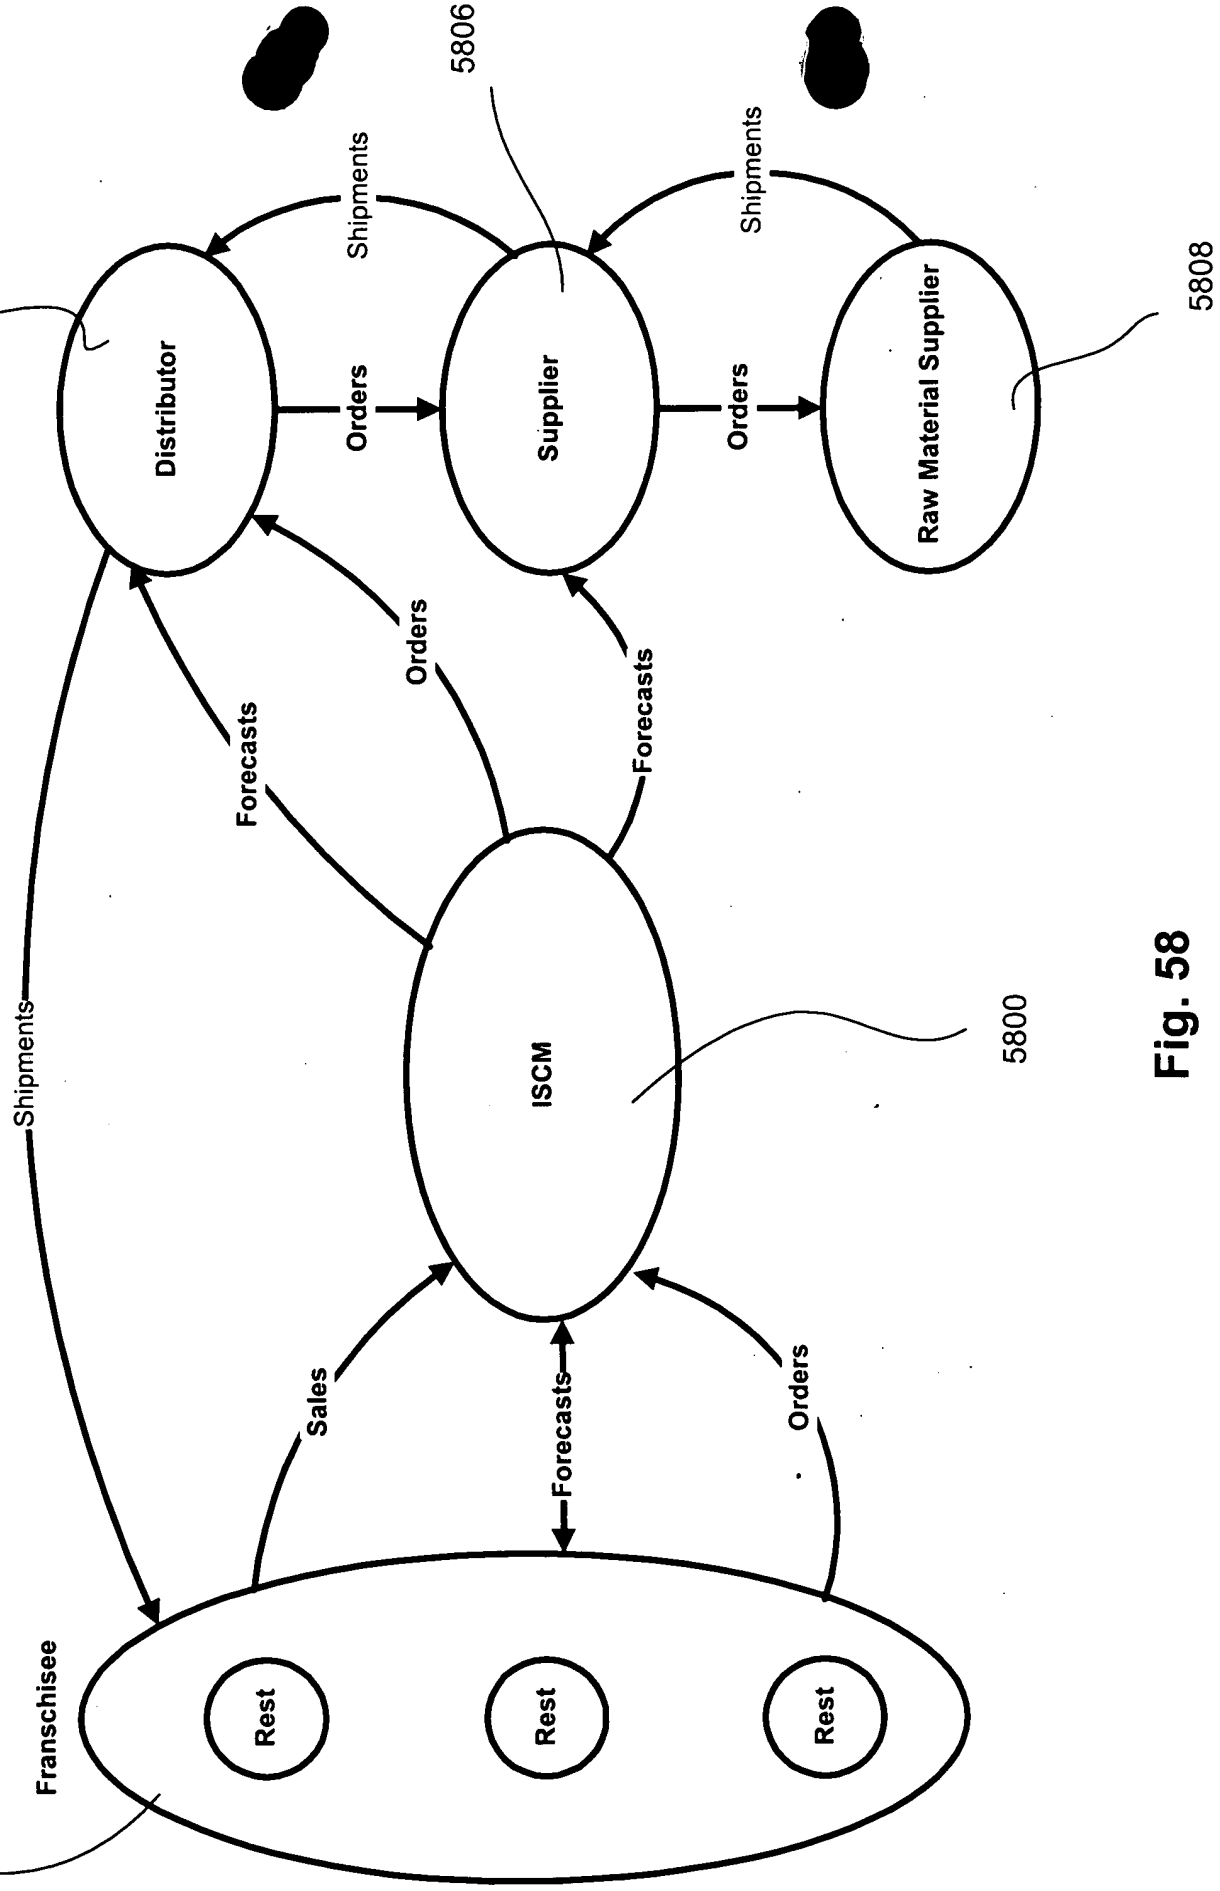 Shipments
Franschisee
Distributor
Forecasts
Rest
Sales
Orders
Shipments
Orders
5806
Rest
Forecasts
ISCM
Supplier
Forecasts
Orders
Shipments
Rest
Orders
Raw Material Supplier
5800
Fig. 58
5808